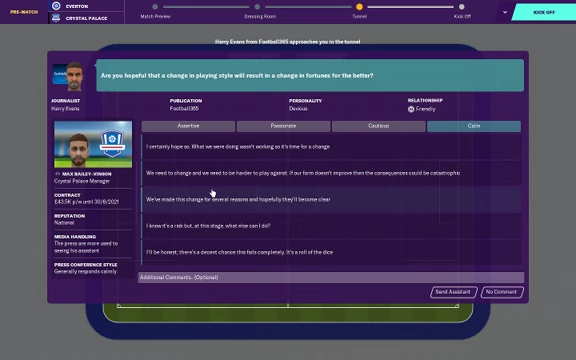 PRE-MATCH
EVERTON
CRYSTAL PALACE
Match Preview
Dressing Room
Tunnel
Kick Off
KICK OFF
Harry Evans from Football365 approaches you in the tunnel
Are you hopeful that a change in playing style will result in a change in fortunes for the better?
JOURNALIST
Harry Evans
PUBLICATION
Football365
PERSONALITY
Devious
RELATIONSHIP
Friendly
Assertive
Passionate
Cautious
Calm
MAX BAILEY-VINSON
Crystal Palace Manager
CONTRACT
£43.5K p/w until 30/6/2021
REPUTATION
National
MEDIA HANDLING
The press are more used to
seeing his assistant
PRESS CONFERENCE STYLE
Generally responds calmly
I certainly hope so. What we were doing wasn't working so it's time for a change
We need to change and we need to be harder to play against. If our form doesn't improve then the consequences could be catastrophic
We've made this change for several reasons and hopefully they'll become clear
I know it's a risk but, at this stage, what else can I do?
I'll be honest; there's a decent chance this fails completely. It's a roll of the dice
Additional Comments. (Optional)
Send Assistant
No Comment